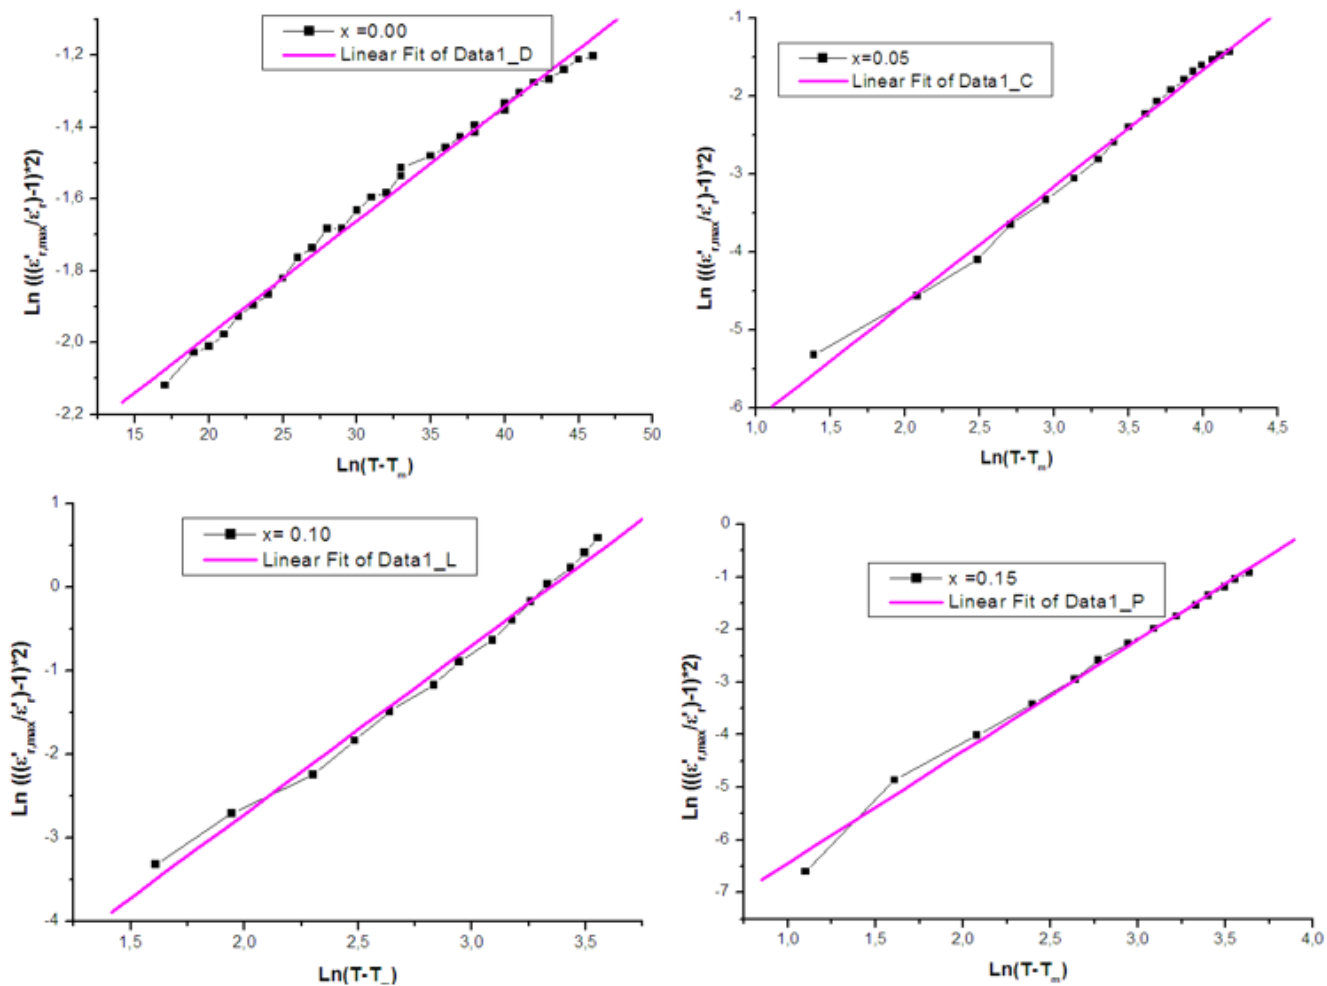 x =0.00
Linear Fit of Data1_D
-1,2
-1,4
-1,6
-1,8
-2,0
-2,2
Ln (((ε'r,max/ε'r)-1)*2)
15 20 25 30 35 40 45 50
Ln(T-Tm)
x=0.05
Linear Fit of Data1_C
-1
-2
-3
-4
-5
-6
Ln (((ε'r,max/ε'r)-1)*2)
1,0 1,5 2,0 2,5 3,0 3,5 4,0 4,5
Ln(T-Tm)
x= 0.10
Linear Fit of Data1_L
1
0
-1
-2
-3
-4
Ln (((ε'r,max/ε'r)-1)*2)
1,5 2,0 2,5 3,0 3,5
Ln(T-T_)
x =0.15
Linear Fit of Data1_P
0
-1
-2
-3
-4
-5
-6
-7
Ln (((ε'r,max/ε'r)-1)*2)
1,0 1,5 2,0 2,5 3,0 3,5 4,0
Ln(T-Tm)